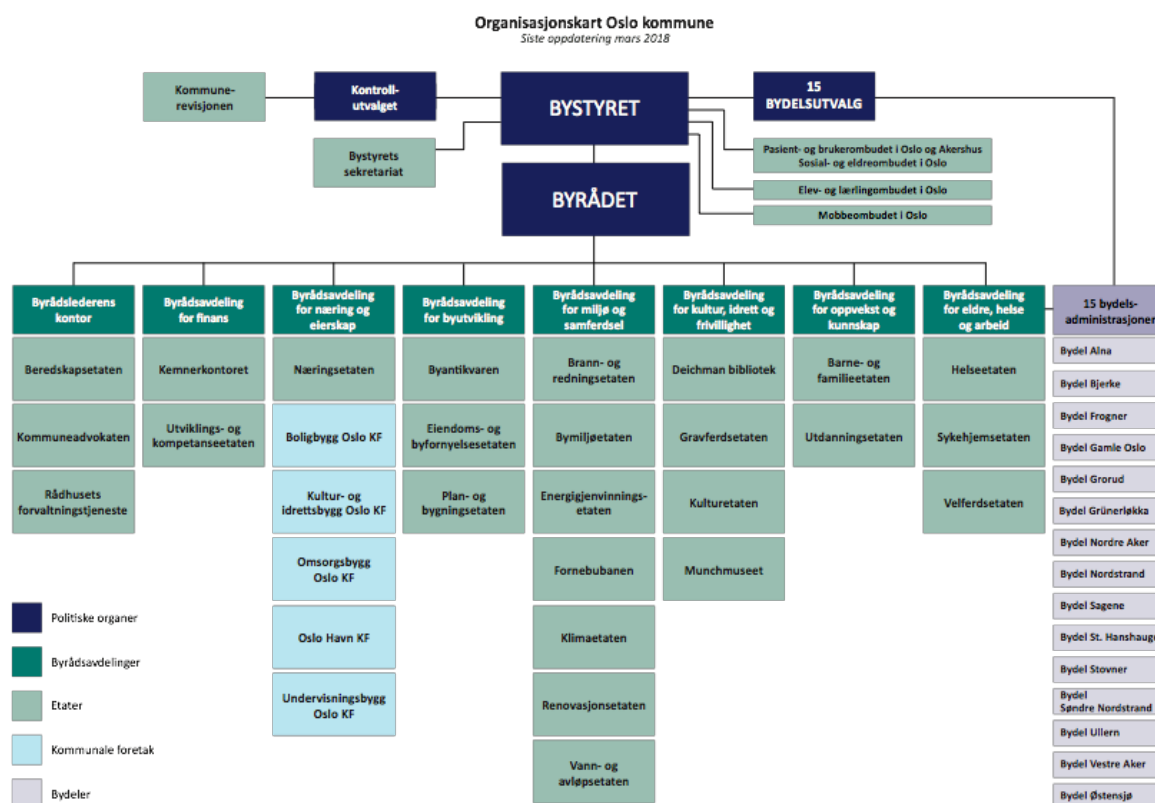 Organisasjonskart Oslo kommune
Siste oppdatering mars 2018
Kommune-
revisjonen
Kontroll-
utvalget
BYSTYRET
15
BYDELSUTVALG
Bystyrets
sekretariat
Pasient- og brukerombudet i Oslo og Akershus
Sosial- og eldreombudet i Oslo
Elev- og lærlingombudet i Oslo
Mobbeombudet i Oslo
BYRÅDET
Byrådslederens
kontor
Beredskapsetaten
Kommuneadvokaten
Rådhusets
forvaltningstjeneste
Byrådsavdeling
for finans
Kemnerkontoret
Utviklings- og
kompetanseetaten
Byrådsavdeling
for næring og
eierskap
Næringsetaten
Boligbygg Oslo KF
Kultur- og
idrettsbygg Oslo KF
Omsorgsbygg
Oslo KF
Oslo Havn KF
Undervisningsbygg
Oslo KF
Byrådsavdeling
for byutvikling
Byantikvaren
Eiendoms- og
byfornyelsesetaten
Plan- og
bygningsetaten
Byrådsavdeling
for miljø og
samferdsel
Brann- og
redningsetaten
Bymiljøetaten
Energigjenvinnings-
etaten
Fornebubanen
Klimaetaten
Renovasjonsetaten
Vann- og
avløpsetaten
Byrådsavdeling
for kultur, idrett og
frivillighet
Deichman bibliotek
Gravferdsetaten
Kulturetaten
Munchmuseet
Byrådsavdeling
for oppvekst og
kunnskap
Barne- og
familieetaten
Utdanningsetaten
Byrådsavdeling
for eldre, helse
og arbeid
Helseetaten
Sykehjemsetaten
Velferdsetaten
15 bydels-
administrasjoner
Bydel Alna
Bydel Bjerke
Bydel Frogner
Bydel Gamle Oslo
Bydel Grorud
Bydel Grünerløkka
Bydel Nordre Aker
Bydel Nordstrand
Bydel Sagene
Bydel St. Hanshauge
Bydel Stovner
Bydel
Søndre Nordstrand
Bydel Ullern
Bydel Vestre Aker
Bydel Østensjø
Politiske organer
Byrådsavdelinger
Etater
Kommunale foretak
Bydeler